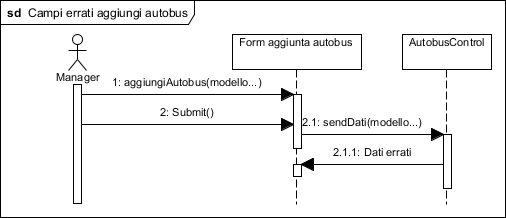 sd Campi errati aggiungi autobus
Form aggiunta autobus
AutobusControl
Manager
1: aggiungiAutobus(modello...)
2: Submit()
2.1: sendDati(modello...)
2.1.1: Dati errati